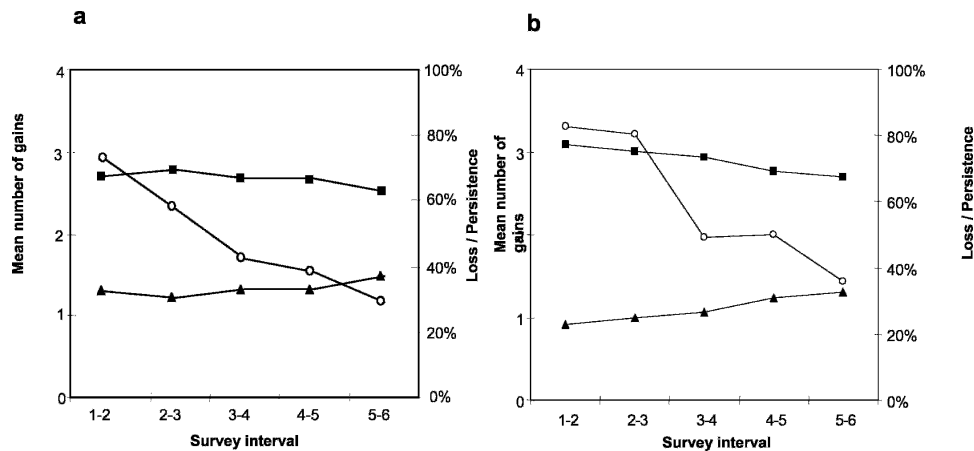 a
Mean number of gains
4
3
2
1
0
100%
80%
60%
40%
20%
0%
Loss / Persistence
1-2 2-3 3-4 4-5 5-6
Survey interval
b
Mean number of
gains
4
3
2
1
0
100%
80%
60%
40%
20%
0%
Loss / Persistence
1-2 2-3 3-4 4-5 5-6
Survey interval